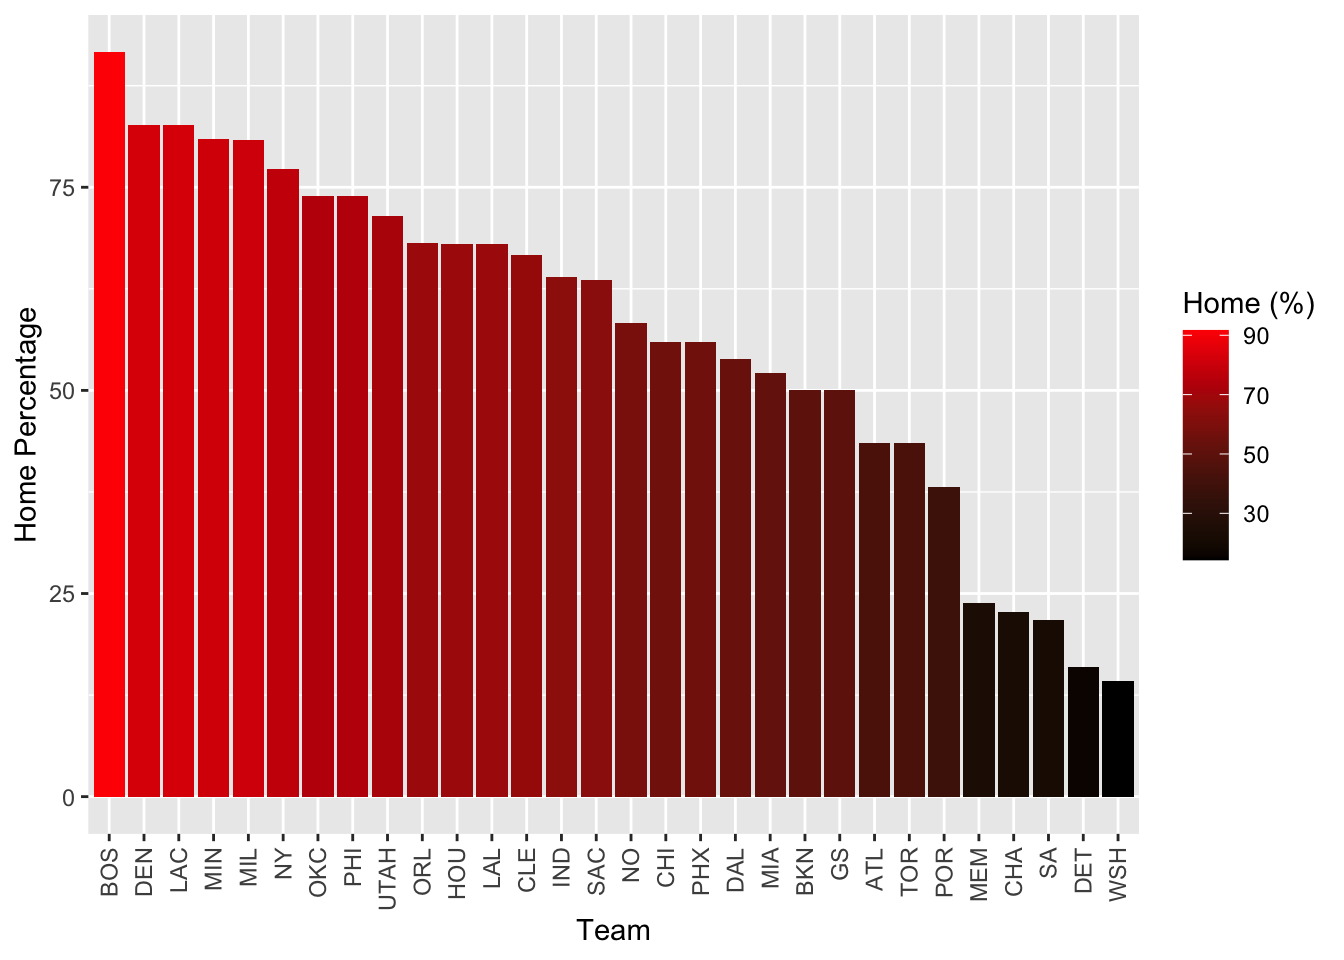 75
50
25
0
Home Percentage
BOS
DEN
LAC
MIN
MIL
NY
OKC
PHI
UTAH
ORL
HOU
LAL
CLE
IND
SAC
NO
CHI
PHX
DAL
MIA
BKN
GS
ATL
TOR
POR
MEM
CHA
SA
DET
WSH
Team
Home (%)
90
70
50
30